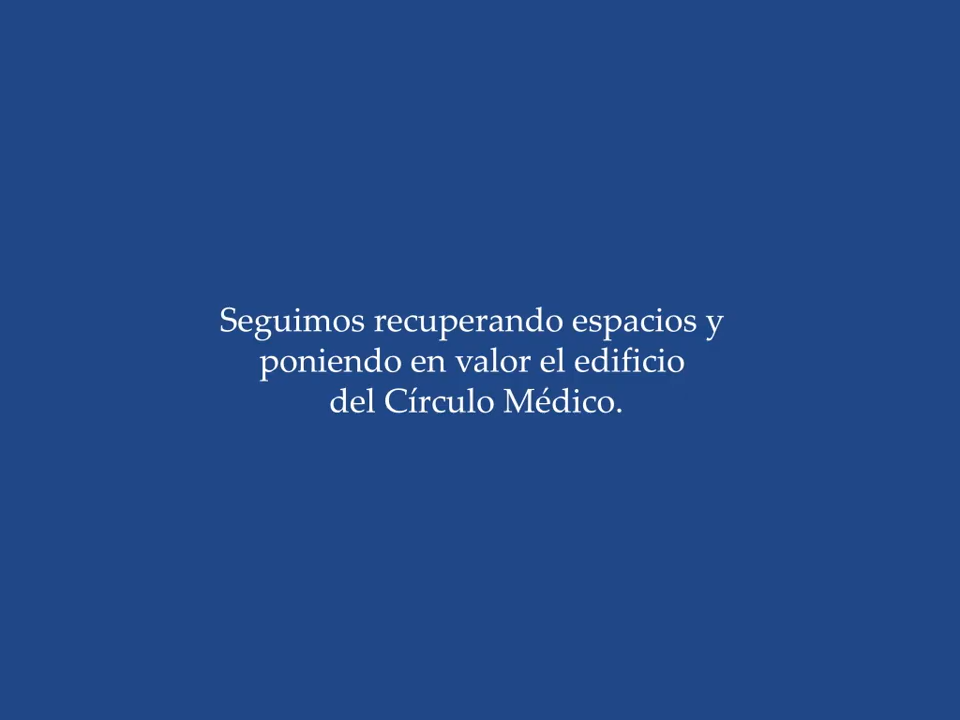 Seguimos recuperando espacios y
poniendo en valor el edificio
del Círculo Médico.